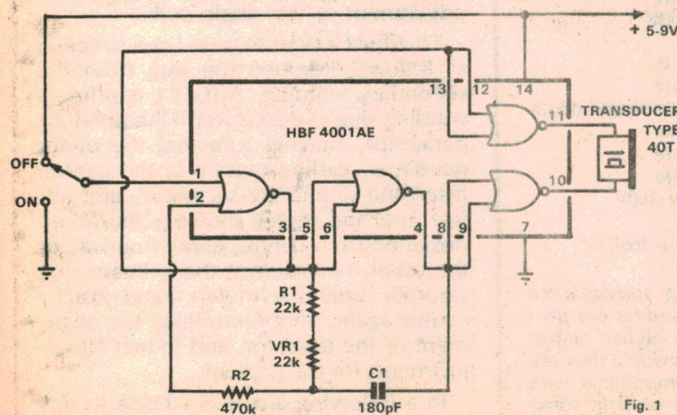 + 5-9V
13 12 14
HBF 4001AE
11
TRANSDUCER
TYPE
40T
OFF
1
2
10
ON
3 5 6 4 8 9 7
R1
22k
VR1
22k
R2
470k
C1
180pF
Fig. 1